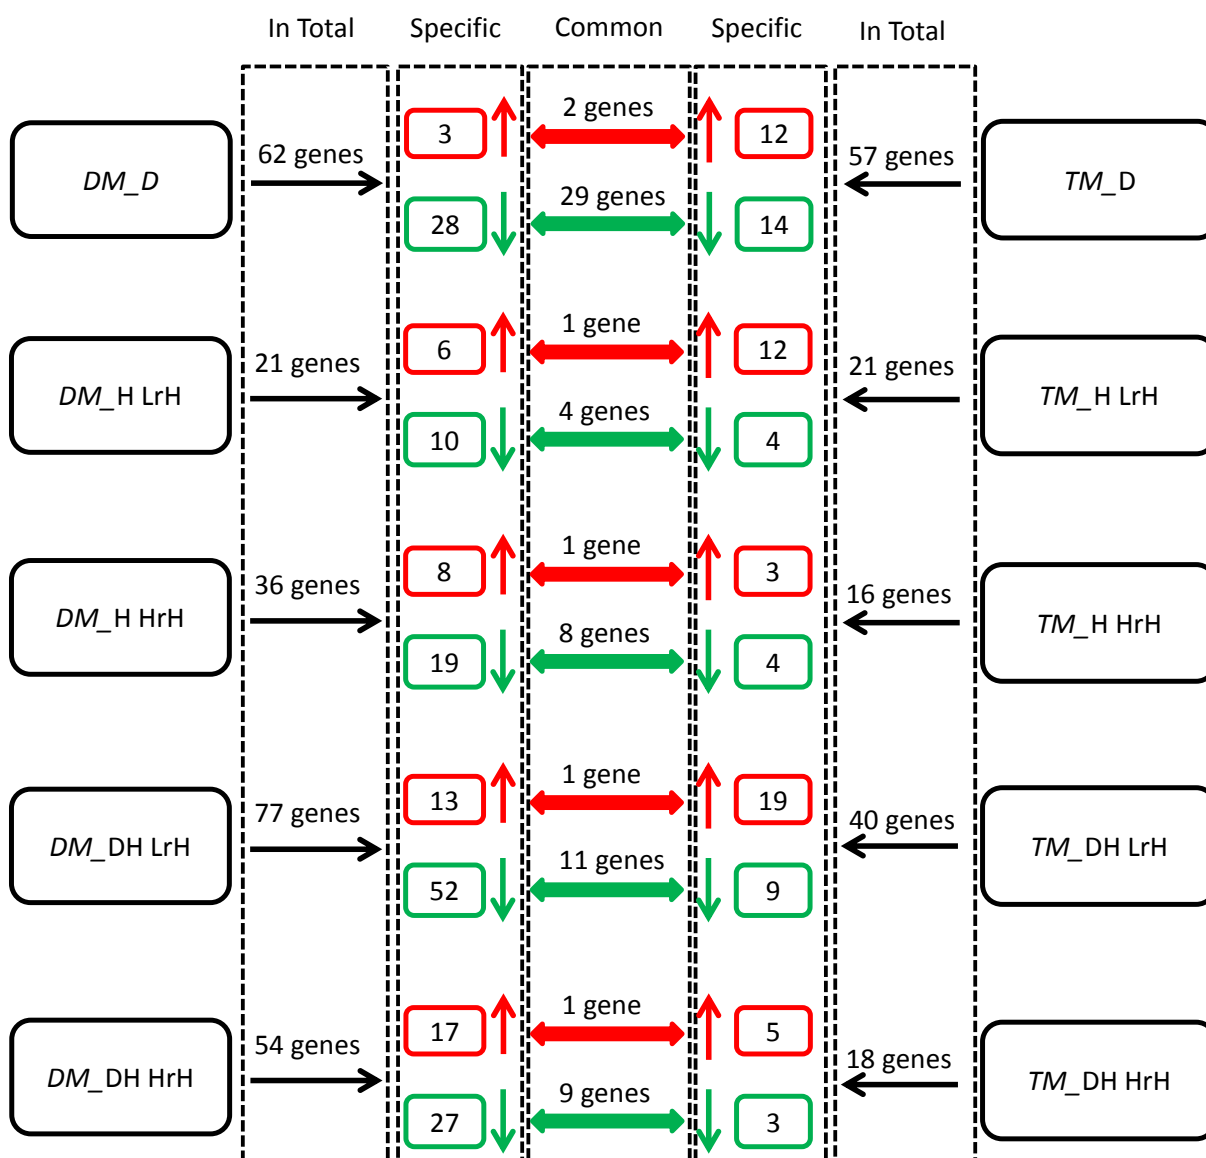 In Total Specific Common Specific In Total
2 genes
3 12
DM_D 62 genes 57 genes TM_D
29 genes
28 14
1 gene
6 12
DM_H LrH 21 genes 21 genes TM_H LrH
4 genes
10 4
1 gene
8 3
DM_H HrH 36 genes 16 genes TM_H HrH
8 genes
19 4
1 gene
13 19
DM_DH LrH 77 genes 40 genes TM_DH LrH
11 genes
52 9
1 gene
17 5
DM_DH HrH 54 genes 18 genes TM_DH HrH
9 genes
27 3